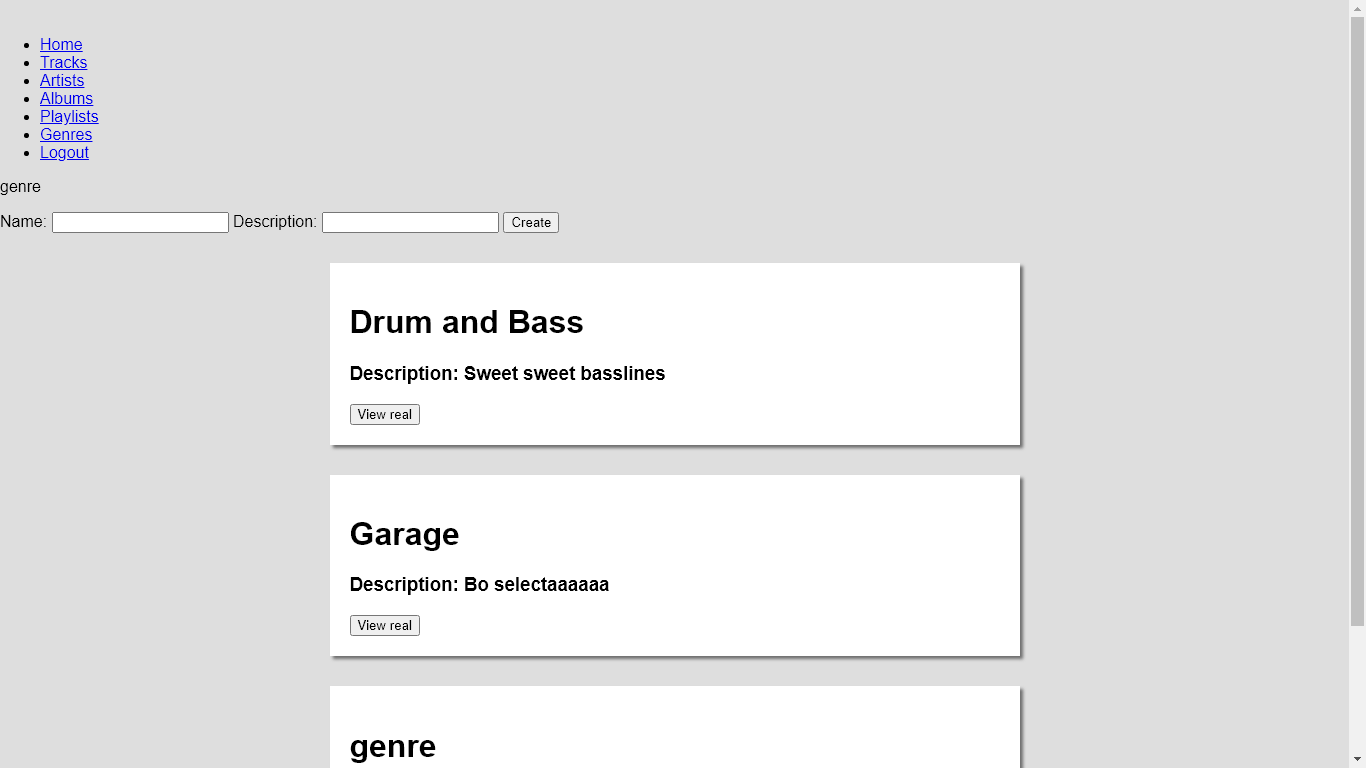 Home
Tracks
Artists
Albums
Playlists
Genres
Logout
genre
Name: Description: Create
Drum and Bass
Description: Sweet sweet basslines
View real
Garage
Description: Bo selectaaaaaa
View real
genre